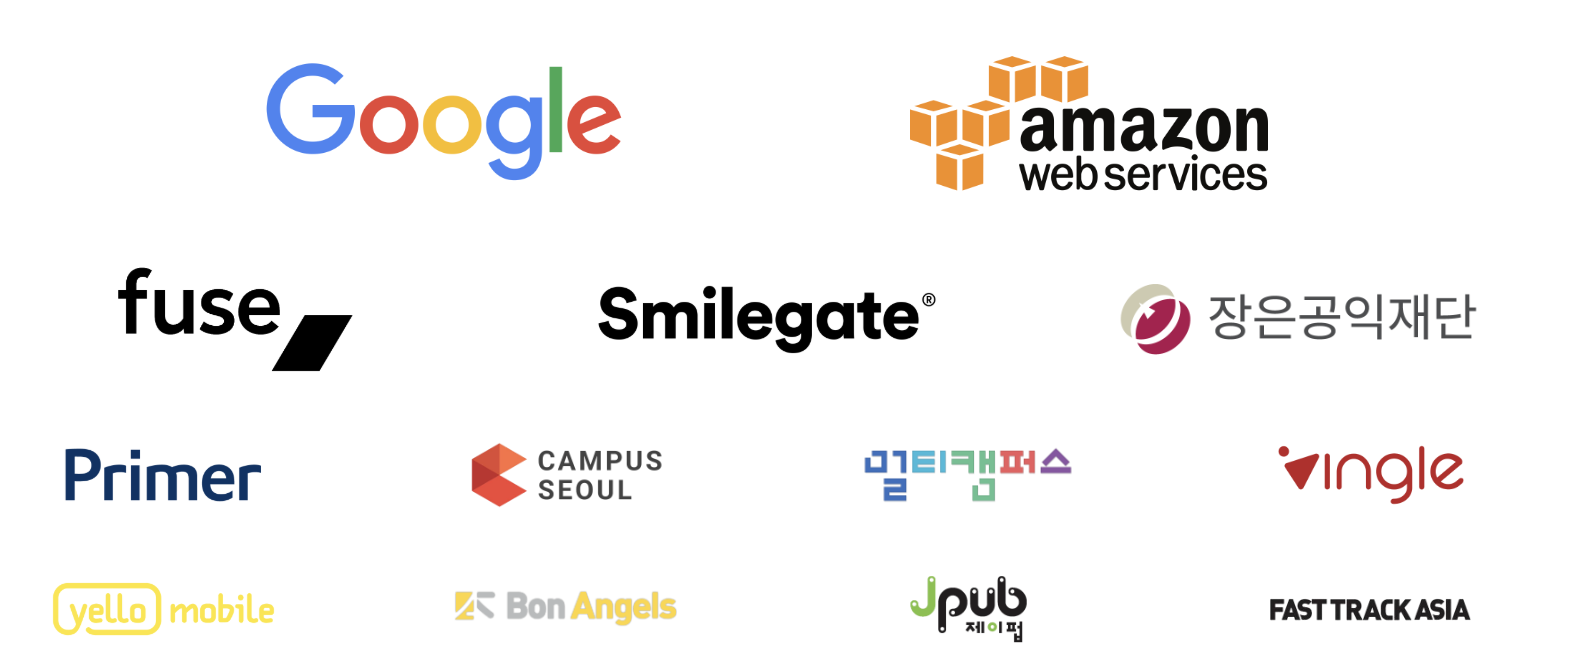 Google
amazon
web services
fuse
Smilegate®
장은공익재단
Primer
CAMPUS
SEOUL
멀티캠퍼스
vingle
yello mobile
Bon Angels
Jpub
제이펍
FAST TRACK ASIA